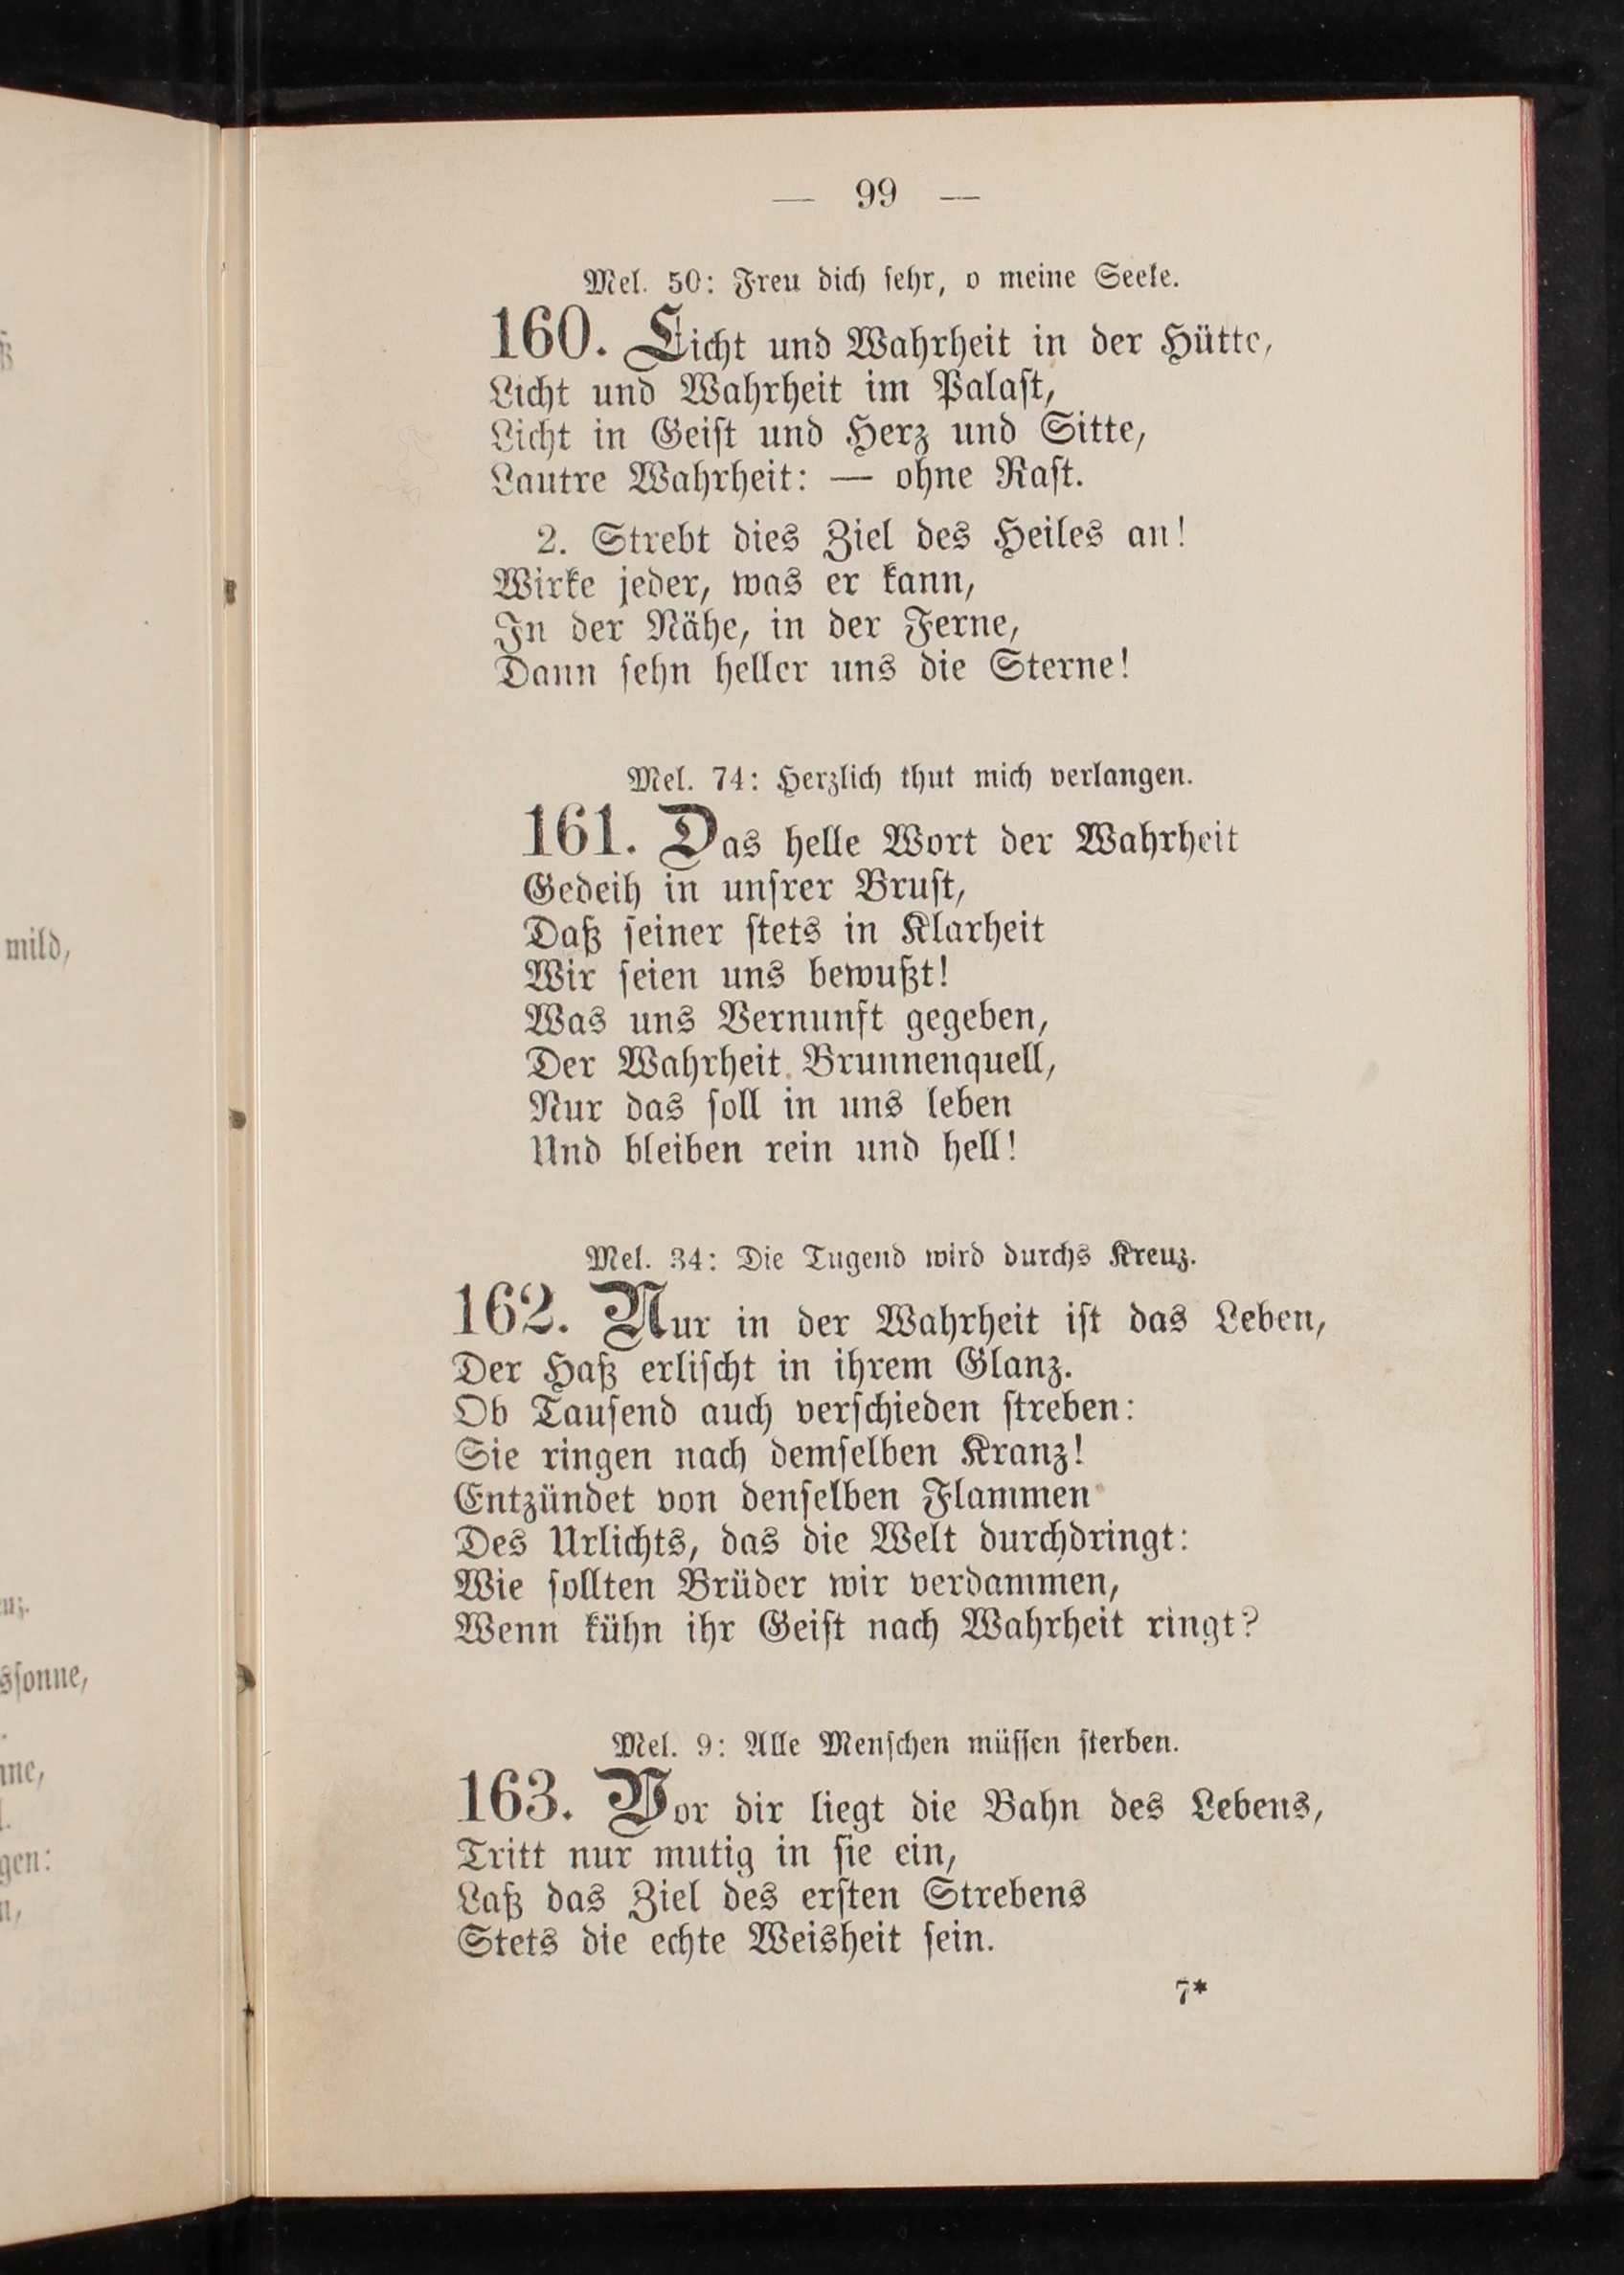 — 99 —
Mel. 50: Freu dich sehr, o meine Seele.
160. Licht und Wahrheit in der Hütte,
Licht und Wahrheit im Palast,
Licht in Geist und Herz und Sitte,
Lautre Wahrheit: — ohne Rast.
2. Strebt dies Ziel des Heiles an!
Wirke jeder, was er kann,
In der Nähe, in der Ferne,
Dann sehn heller uns die Sterne!
Mel. 74: Herzlich thut mich verlangen.
161. Das helle Wort der Wahrheit
Gedeih in unsrer Brust,
Daß seiner stets in Klarheit
Wir seien uns bewußt!
Was uns Vernunft gegeben,
Der Wahrheit Brunnenquell,
Nur das soll in uns leben
Und bleiben rein und hell!
Mel. 34: Die Tugend wird durchs Kreuz.
162. Nur in der Wahrheit ist das Leben,
Der Haß erlischt in ihrem Glanz.
Ob Tausend auch verschieden streben:
Sie ringen nach demselben Kranz!
Entzündet von denselben Flammen
Des Urlichts, das die Welt durchdringt:
Wie sollten Brüder wir verdammen,
Wenn kühn ihr Geist nach Wahrheit ringt?
Mel. 9: Alle Menschen müssen sterben.
163. Vor dir liegt die Bahn des Lebens,
Tritt nur mutig in sie ein,
Laß das Ziel des ersten Strebens
Stets die echte Weisheit sein.
7*
mild,